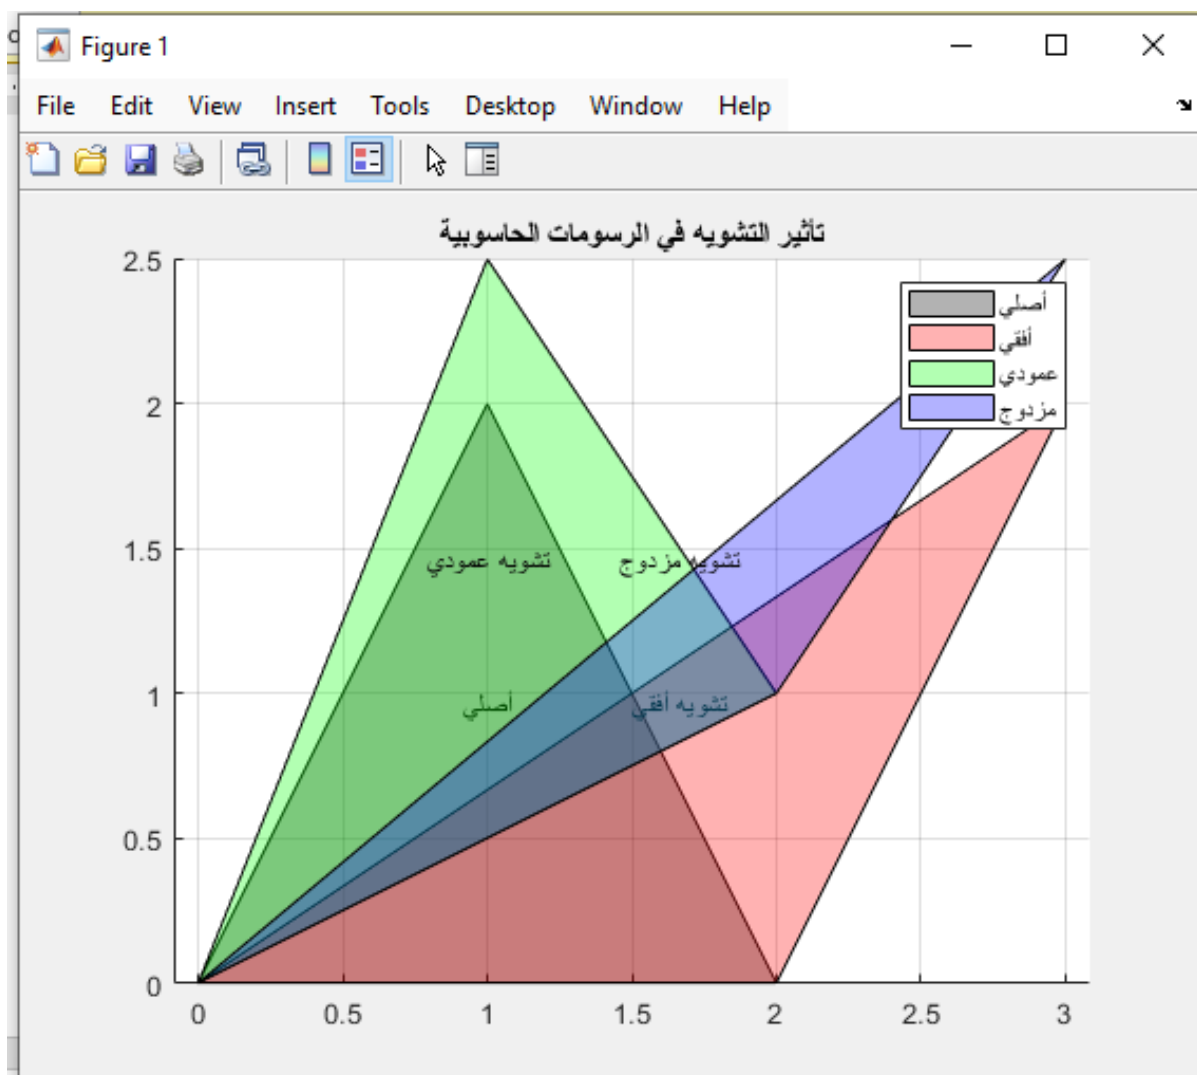 Figure 1
File Edit View Insert Tools Desktop Window Help
تأثير التشويه في الرسومات الحاسوبية
2.5
2
1.5
1
0.5
0
أصلي
أفقي
عمودي
مزدوج
تشويه عمودي
تشويه مزدوج
أصلي
تشويه أفقي
0 0.5 1 1.5 2 2.5 3